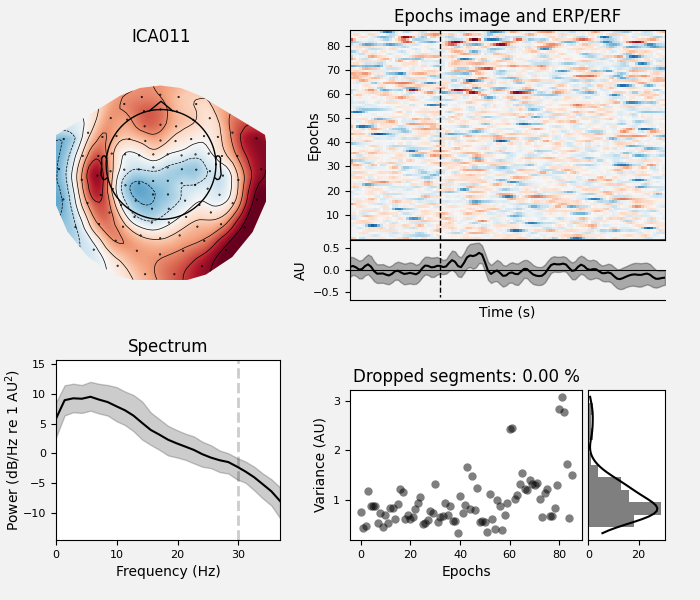 ICA011
Epochs image and ERP/ERF
Epochs
80
70
60
50
40
30
20
10
AU
0.5
0.0
−0.5
Time (s)
Spectrum
Power (dB/Hz re 1 AU²)
15
10
5
0
−5
−10
0 10 20 30
Frequency (Hz)
Dropped segments: 0.00 %
Variance (AU)
3
2
1
0 20 40 60 80
Epochs
0 20